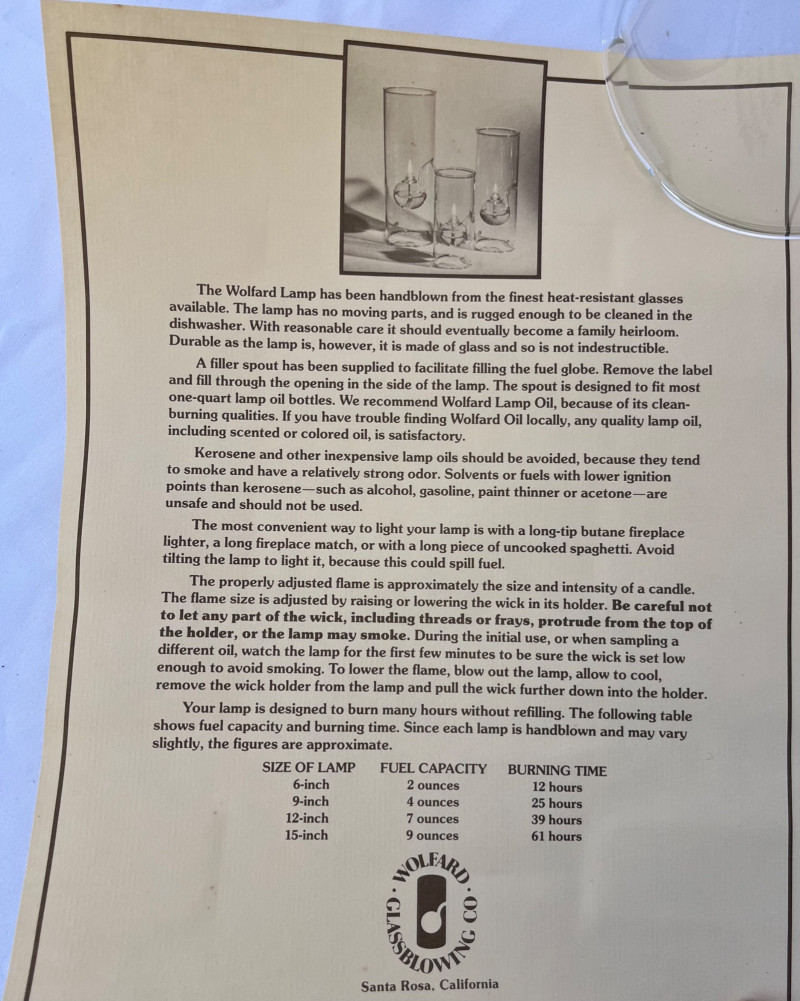 The Wolfard Lamp has been handblown from the finest heat-resistant glasses
available. The lamp has no moving parts, and is rugged enough to be cleaned in the
dishwasher. With reasonable care it should eventually become a family heirloom.
Durable as the lamp is, however, it is made of glass and so is not indestructible.
A filler spout has been supplied to facilitate filling the fuel globe. Remove the label
and fill through the opening in the side of the lamp. The spout is designed to fit most
one-quart lamp oil bottles. We recommend Wolfard Lamp Oil, because of its clean-
burning qualities. If you have trouble finding Wolfard Oil locally, any quality lamp oil,
including scented or colored oil, is satisfactory.
Kerosene and other inexpensive lamp oils should be avoided, because they tend
to smoke and have a relatively strong odor. Solvents or fuels with lower ignition
points than kerosene—such as alcohol, gasoline, paint thinner or acetone—are
unsafe and should not be used.
The most convenient way to light your lamp is with a long-tip butane fireplace
lighter, a long fireplace match, or with a long piece of uncooked spaghetti. Avoid
tilting the lamp to light it, because this could spill fuel.
The properly adjusted flame is approximately the size and intensity of a candle.
The flame size is adjusted by raising or lowering the wick in its holder. Be careful not
to let any part of the wick, including threads or frays, protrude from the top of
the holder, or the lamp may smoke. During the initial use, or when sampling a
different oil, watch the lamp for the first few minutes to be sure the wick is set low
enough to avoid smoking. To lower the flame, blow out the lamp, allow to cool,
remove the wick holder from the lamp and pull the wick further down into the holder.
Your lamp is designed to burn many hours without refilling. The following table
shows fuel capacity and burning time. Since each lamp is handblown and may vary
slightly, the figures are approximate.
SIZE OF LAMP FUEL CAPACITY BURNING TIME
6-inch 2 ounces 12 hours
9-inch 4 ounces 25 hours
12-inch 7 ounces 39 hours
15-inch 9 ounces 61 hours
· WOLFARD ·
GLASSBLOWING CO
Santa Rosa, California